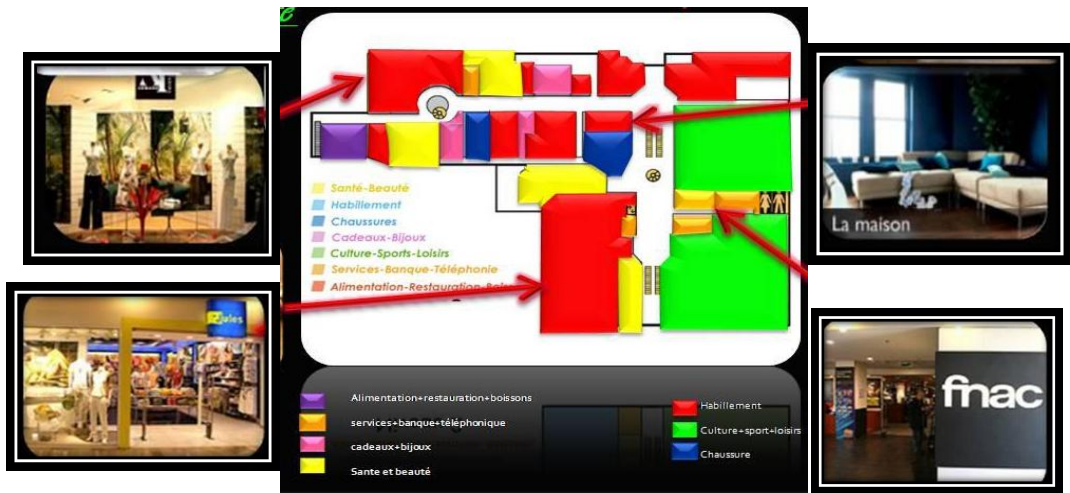 Santé-Beauté
Habillement
Chaussures
Cadeaux-Bijoux
Culture-Sports-Loisirs
Services-Banque-Téléphonie
Alimentation-Restauration-
La maison
Jules
fnac
Alimentation+restauration+boissons
services+banque+téléphonique
cadeaux+bijoux
Sante et beauté
Habillement
Culture+sport+loisirs
Chaussure